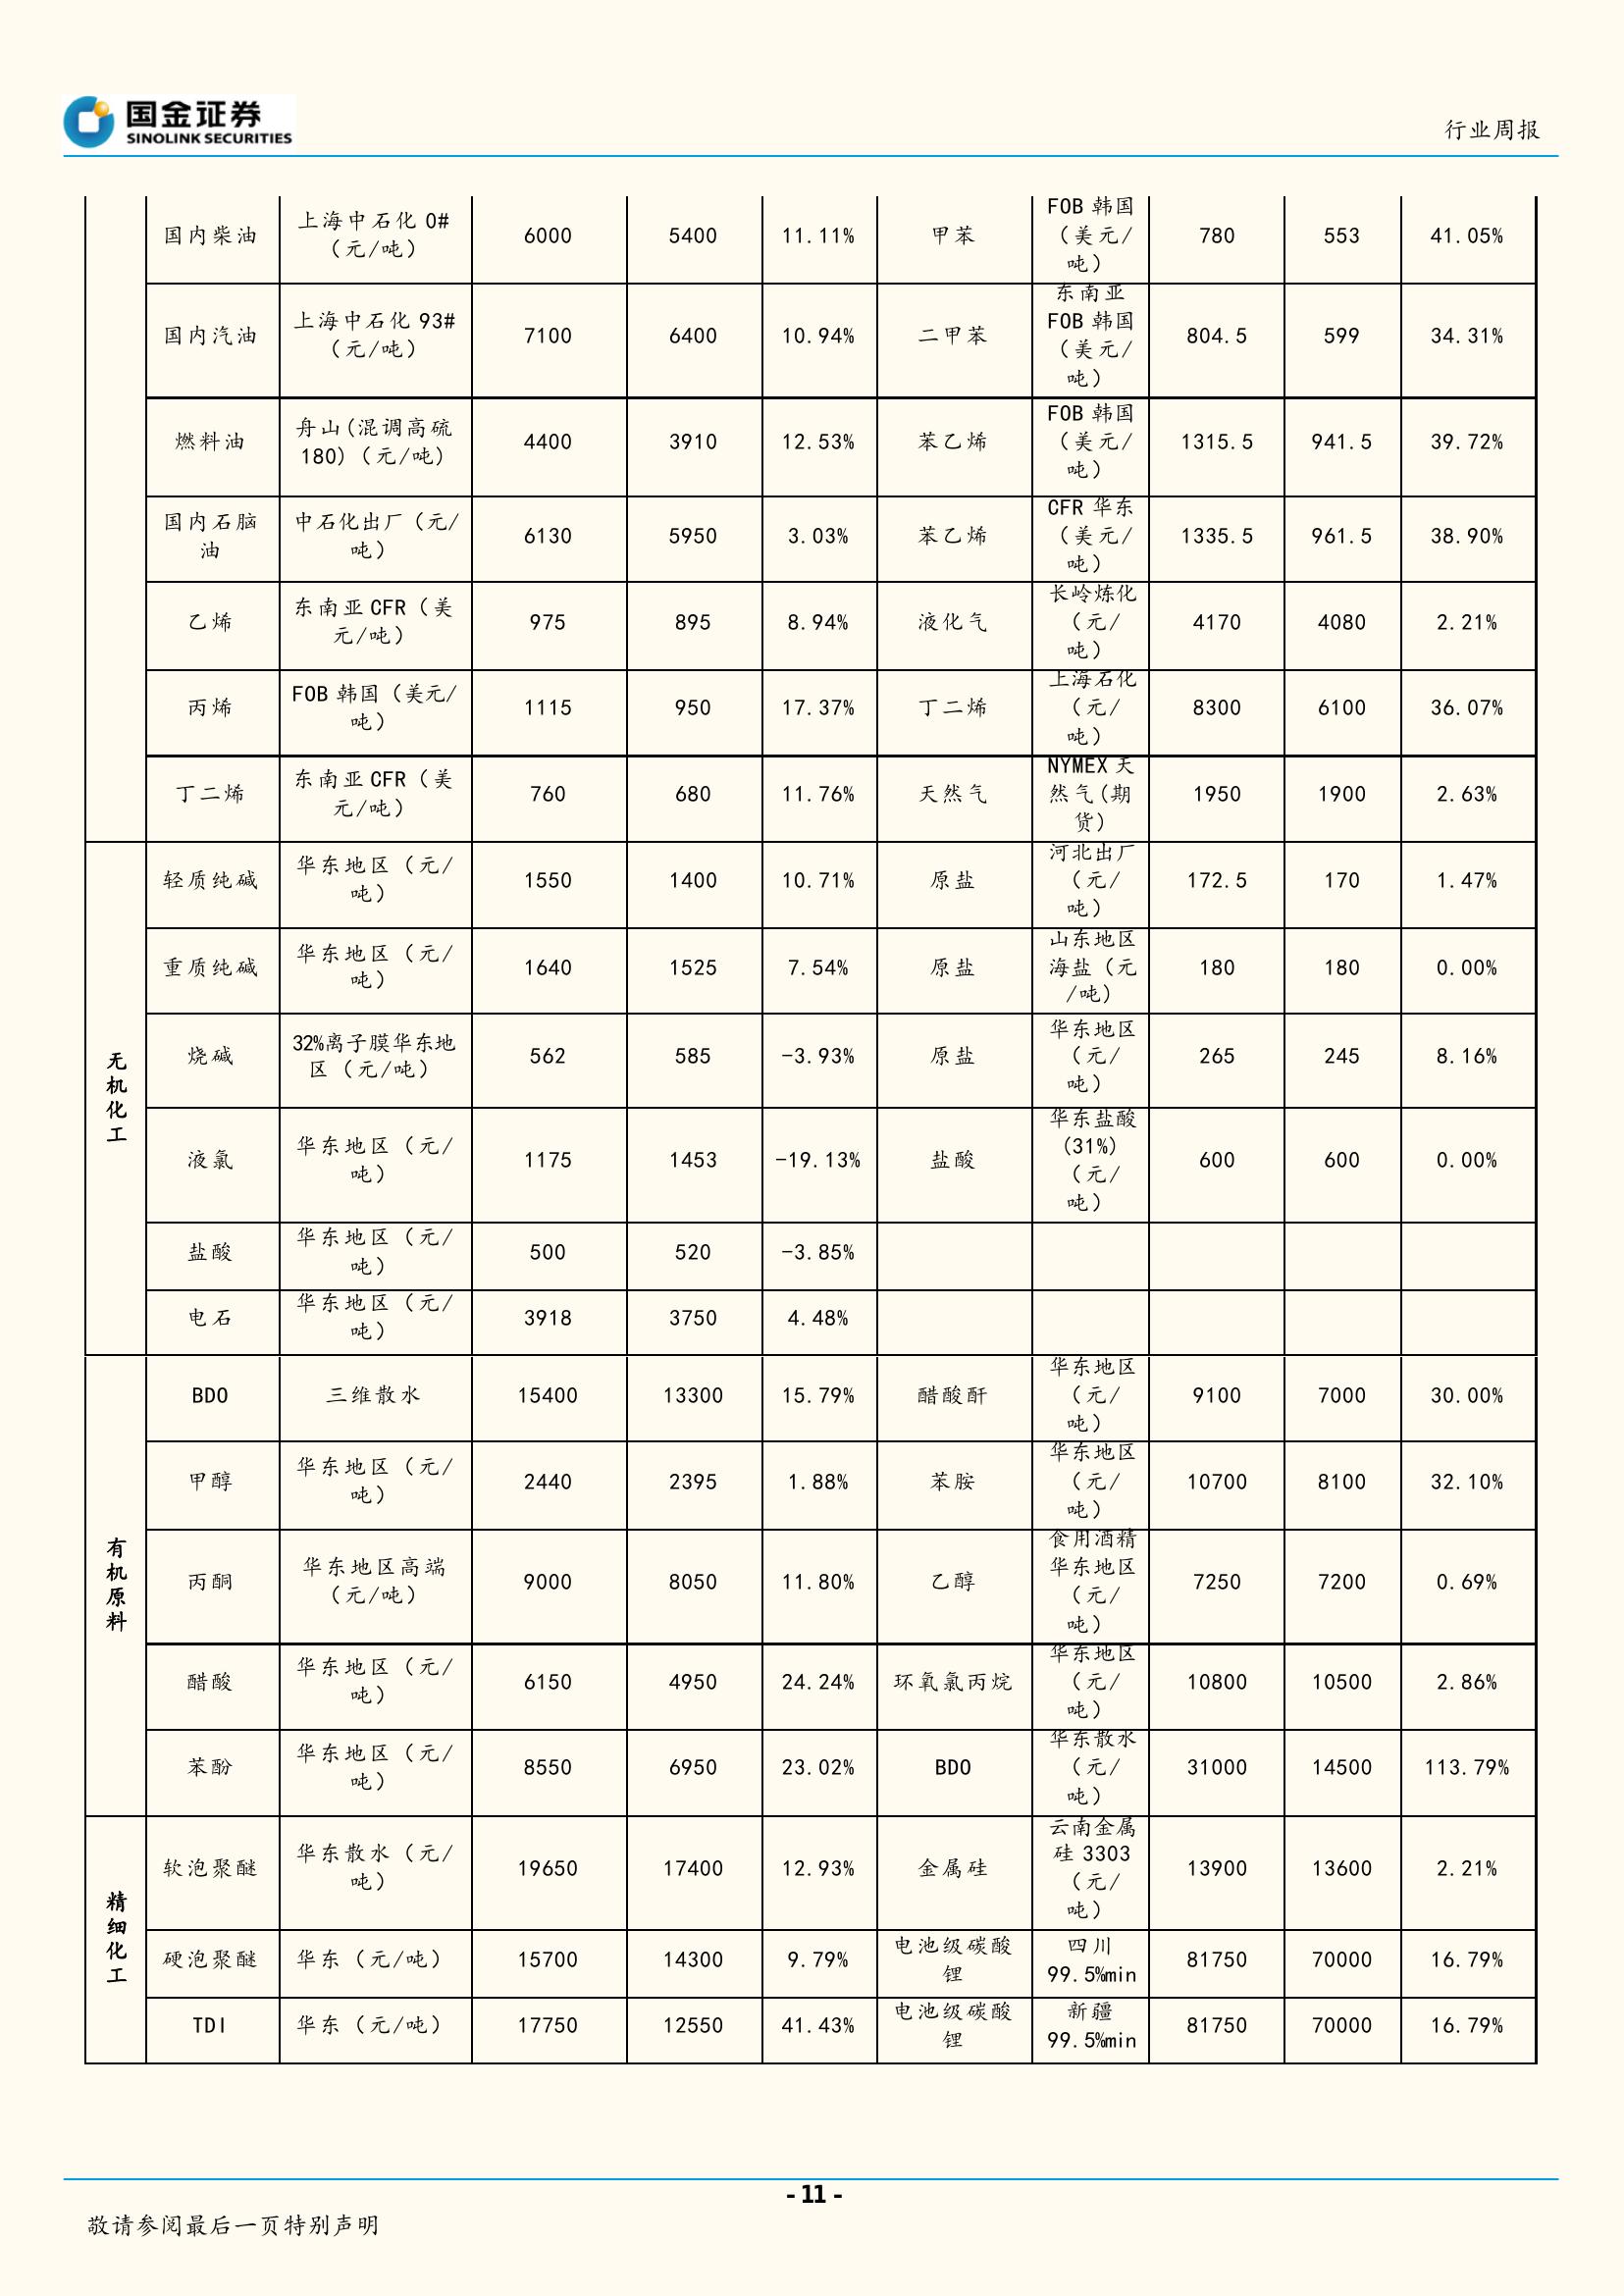 国金证券
SINOLINK SECURITIES
行业周报
国内柴油 上海中石化 0#（元/吨） 6000 5400 11.11% 甲苯 FOB 韩国（美元/吨） 780 553 41.05%
国内汽油 上海中石化 93#（元/吨） 7100 6400 10.94% 二甲苯 东南亚 FOB 韩国（美元/吨） 804.5 599 34.31%
燃料油 舟山(混调高硫 180)（元/吨） 4400 3910 12.53% 苯乙烯 FOB 韩国（美元/吨） 1315.5 941.5 39.72%
国内石脑油 中石化出厂（元/吨） 6130 5950 3.03% 苯乙烯 CFR 华东（美元/吨） 1335.5 961.5 38.90%
乙烯 东南亚 CFR（美元/吨） 975 895 8.94% 液化气 长岭炼化（元/吨） 4170 4080 2.21%
丙烯 FOB 韩国（美元/吨） 1115 950 17.37% 丁二烯 上海石化（元/吨） 8300 6100 36.07%
丁二烯 东南亚 CFR（美元/吨） 760 680 11.76% 天然气 NYMEX 天然气(期货) 1950 1900 2.63%
无机化工
轻质纯碱 华东地区（元/吨） 1550 1400 10.71% 原盐 河北出厂（元/吨） 172.5 170 1.47%
重质纯碱 华东地区（元/吨） 1640 1525 7.54% 原盐 山东地区海盐（元/吨） 180 180 0.00%
烧碱 32%离子膜华东地区（元/吨） 562 585 -3.93% 原盐 华东地区（元/吨） 265 245 8.16%
液氯 华东地区（元/吨） 1175 1453 -19.13% 盐酸 华东盐酸(31%)（元/吨） 600 600 0.00%
盐酸 华东地区（元/吨） 500 520 -3.85%
电石 华东地区（元/吨） 3918 3750 4.48%
有机原料
BDO 三维散水 15400 13300 15.79% 醋酸酐 华东地区（元/吨） 9100 7000 30.00%
甲醇 华东地区（元/吨） 2440 2395 1.88% 苯胺 华东地区（元/吨） 10700 8100 32.10%
丙酮 华东地区高端（元/吨） 9000 8050 11.80% 乙醇 食用酒精华东地区（元/吨） 7250 7200 0.69%
醋酸 华东地区（元/吨） 6150 4950 24.24% 环氧氯丙烷 华东地区（元/吨） 10800 10500 2.86%
苯酚 华东地区（元/吨） 8550 6950 23.02% BDO 华东散水（元/吨） 31000 14500 113.79%
精细化工
软泡聚醚 华东散水（元/吨） 19650 17400 12.93% 金属硅 云南金属硅 3303（元/吨） 13900 13600 2.21%
硬泡聚醚 华东（元/吨） 15700 14300 9.79% 电池级碳酸锂 四川 99.5%min 81750 70000 16.79%
TDI 华东（元/吨） 17750 12550 41.43% 电池级碳酸锂 新疆 99.5%min 81750 70000 16.79%
- 11 -
敬请参阅最后一页特别声明